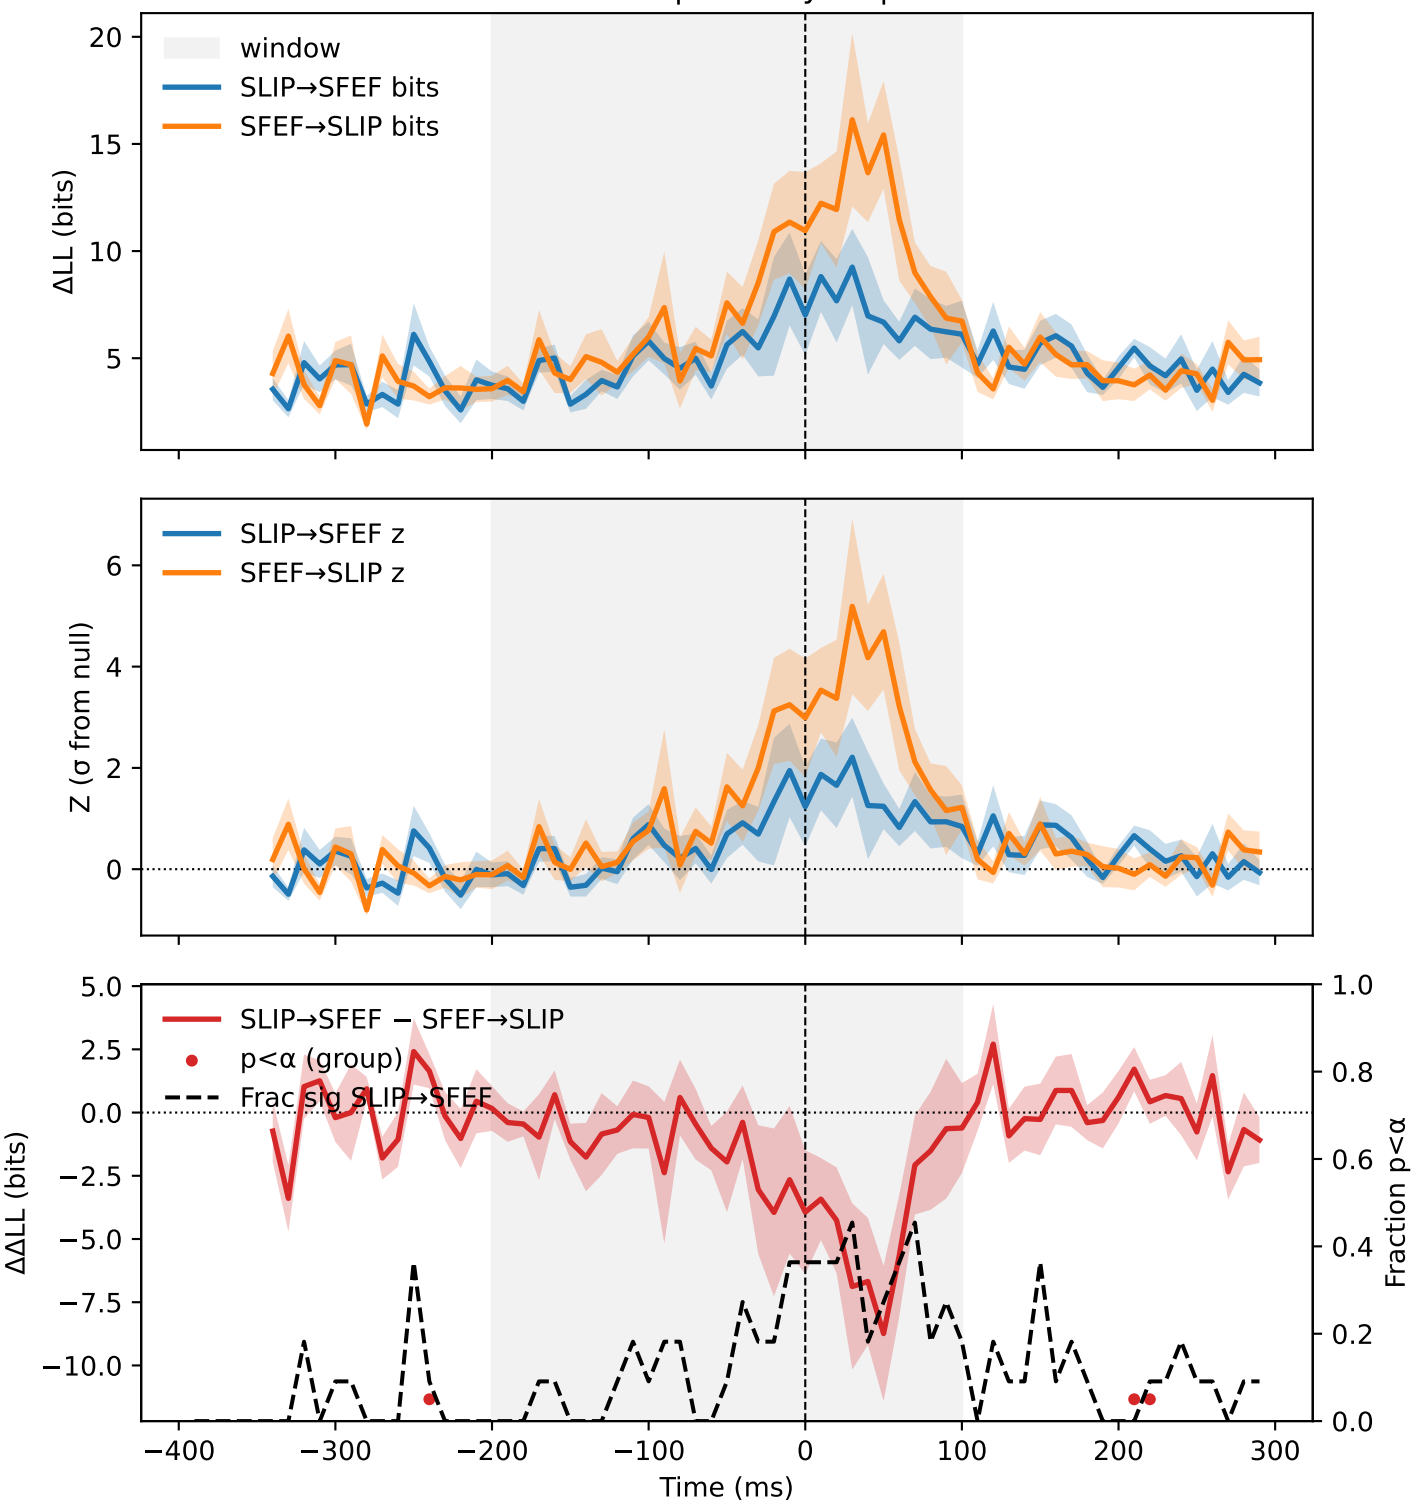 20
15
10
5
ΔLL (bits)
window
SLIP→SFEF bits
SFEF→SLIP bits
6
4
2
0
Z (σ from null)
SLIP→SFEF z
SFEF→SLIP z
5.0
2.5
0.0
−2.5
−5.0
−7.5
−10.0
ΔΔLL (bits)
SLIP→SFEF − SFEF→SLIP
p<α (group)
Frac sig SLIP→SFEF
1.0
0.8
0.6
0.4
0.2
0.0
Fraction p<α
−400 −300 −200 −100 0 100 200 300
Time (ms)